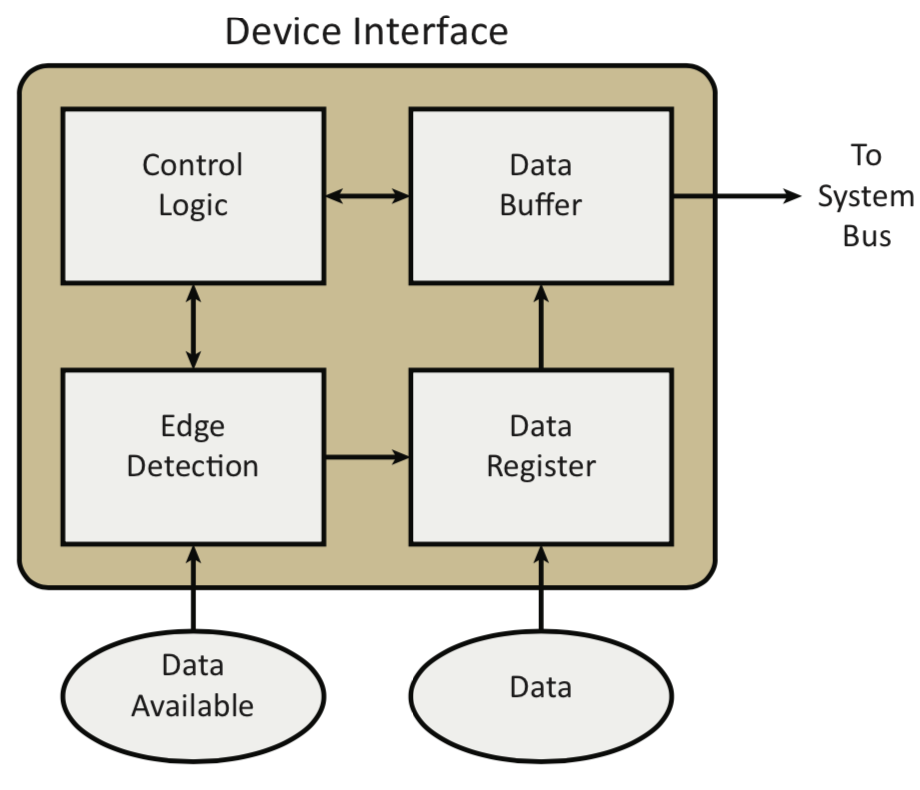 Device Interface
Control
Logic
Data
Buffer
To
System
Bus
Edge
Detection
Data
Register
Data
Available
Data